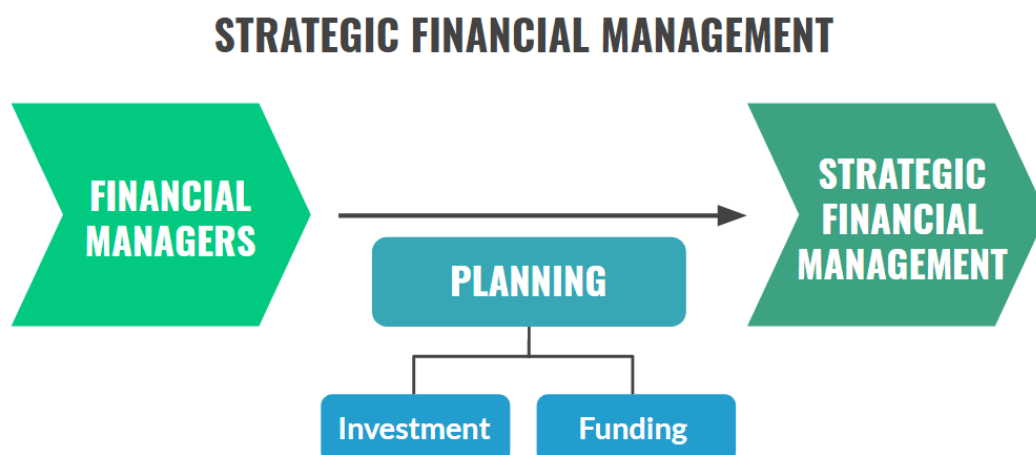 STRATEGIC FINANCIAL MANAGEMENT
FINANCIAL
MANAGERS
PLANNING
Investment
Funding
STRATEGIC
FINANCIAL
MANAGEMENT